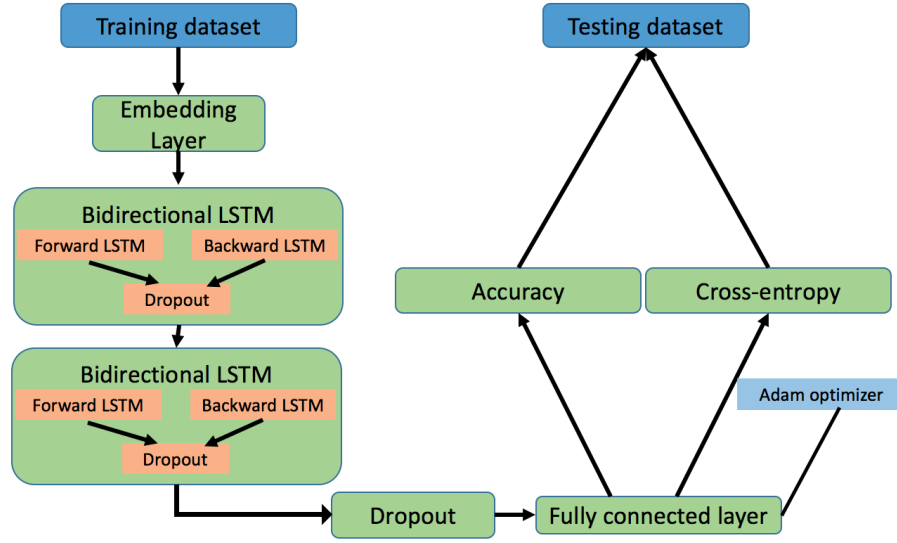 Training dataset
Testing dataset
Embedding
Layer
Bidirectional LSTM
Forward LSTM
Backward LSTM
Dropout
Accuracy
Cross-entropy
Bidirectional LSTM
Forward LSTM
Backward LSTM
Dropout
Adam optimizer
Dropout
Fully connected layer